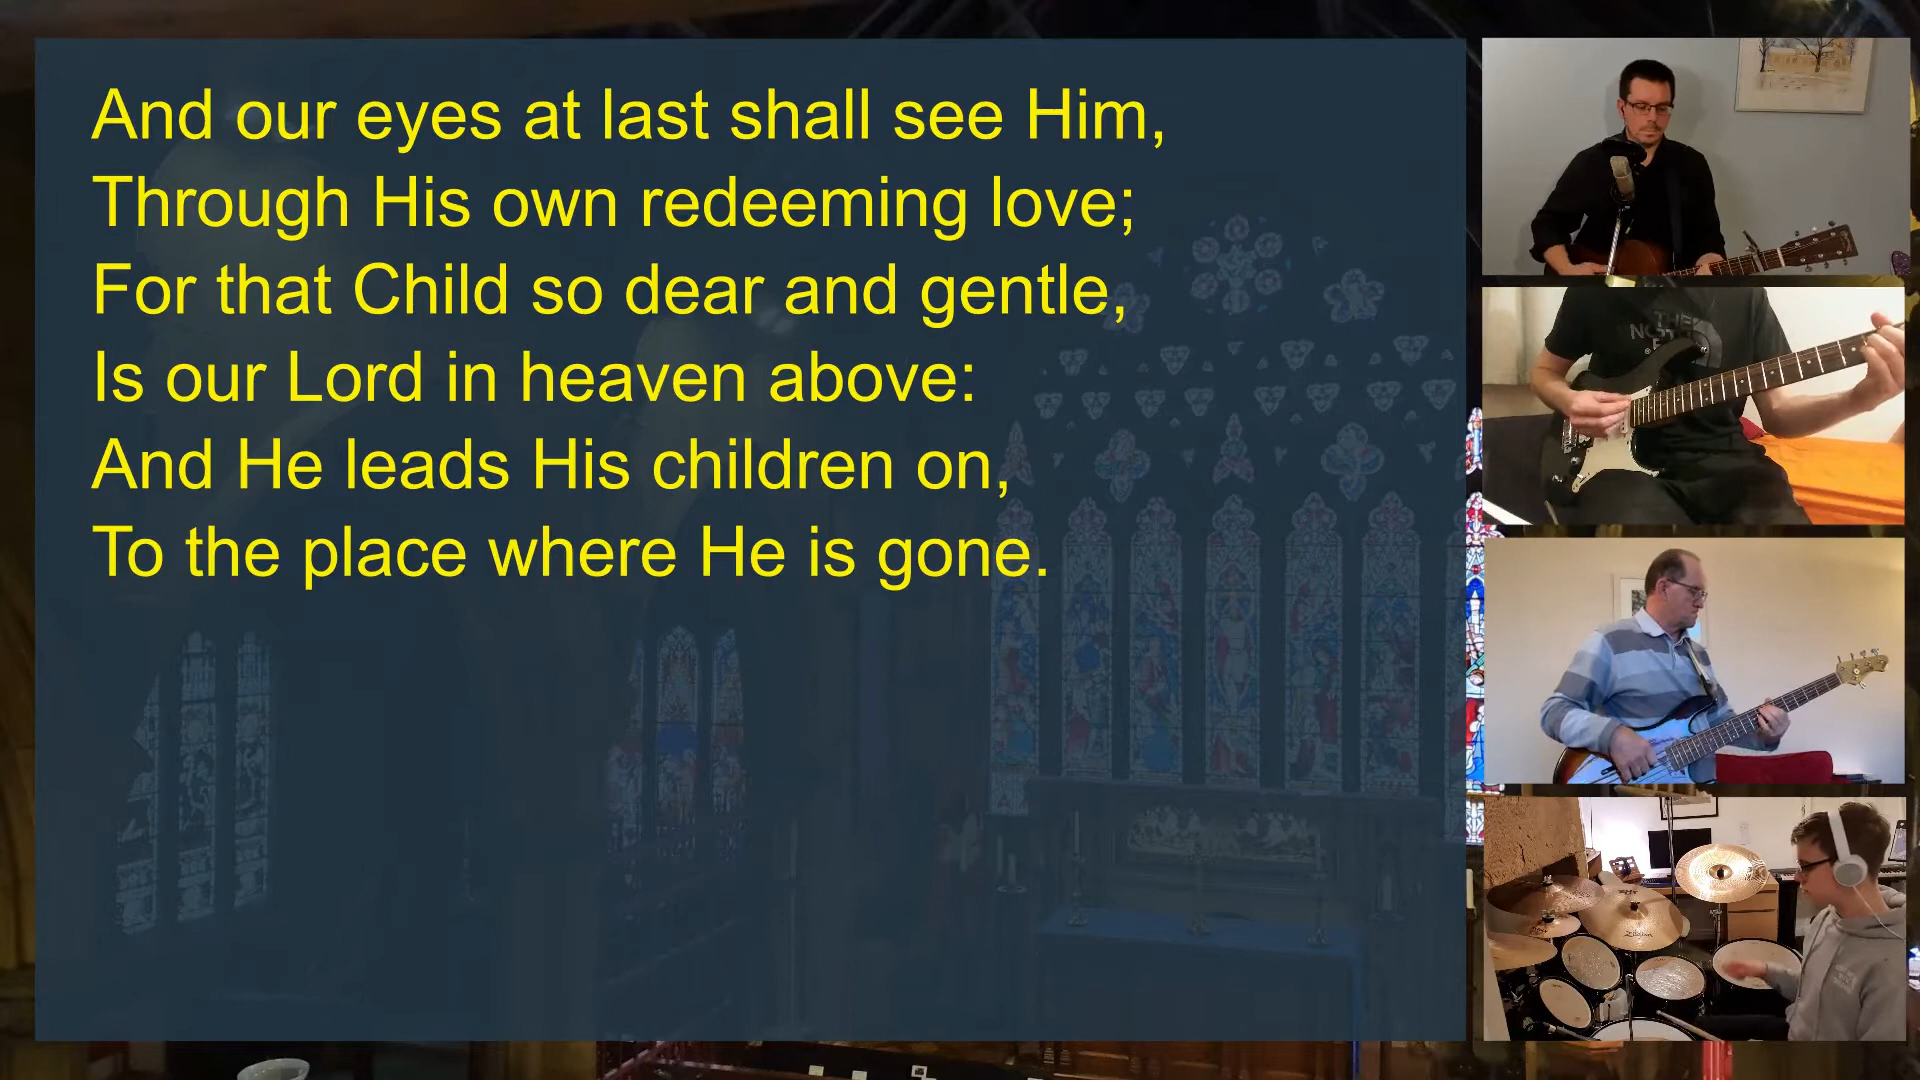 And our eyes at last shall see Him,
Through His own redeeming love;
For that Child so dear and gentle,
Is our Lord in heaven above:
And He leads His children on,
To the place where He is gone.
THE
NORTH